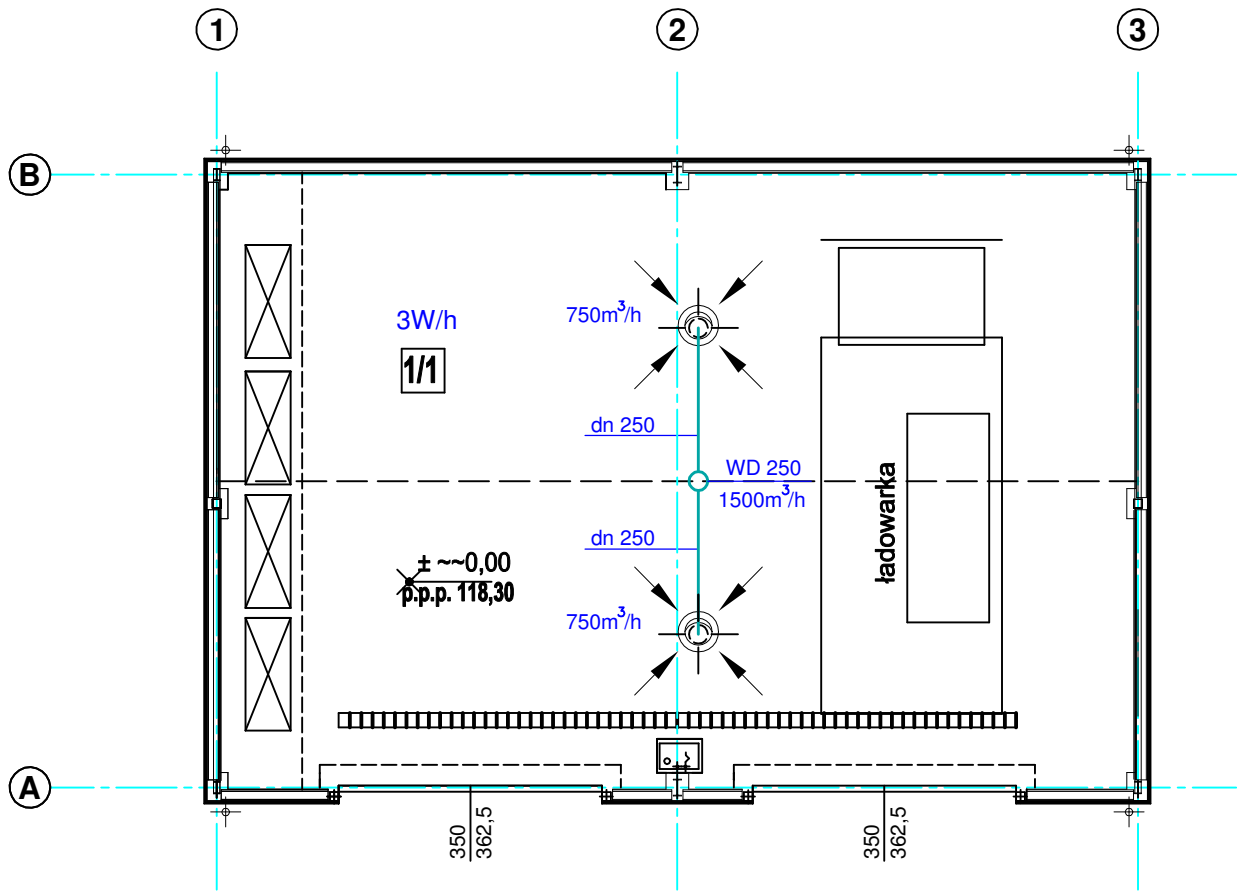 1
2
3
B
750m³/h
3W/h
1/1
dn 250
WD 250
1500m³/h
ładowarka
dn 250
± ~~0,00
p.p.p. 118,30
750m³/h
A
350
362,5
350
362,5